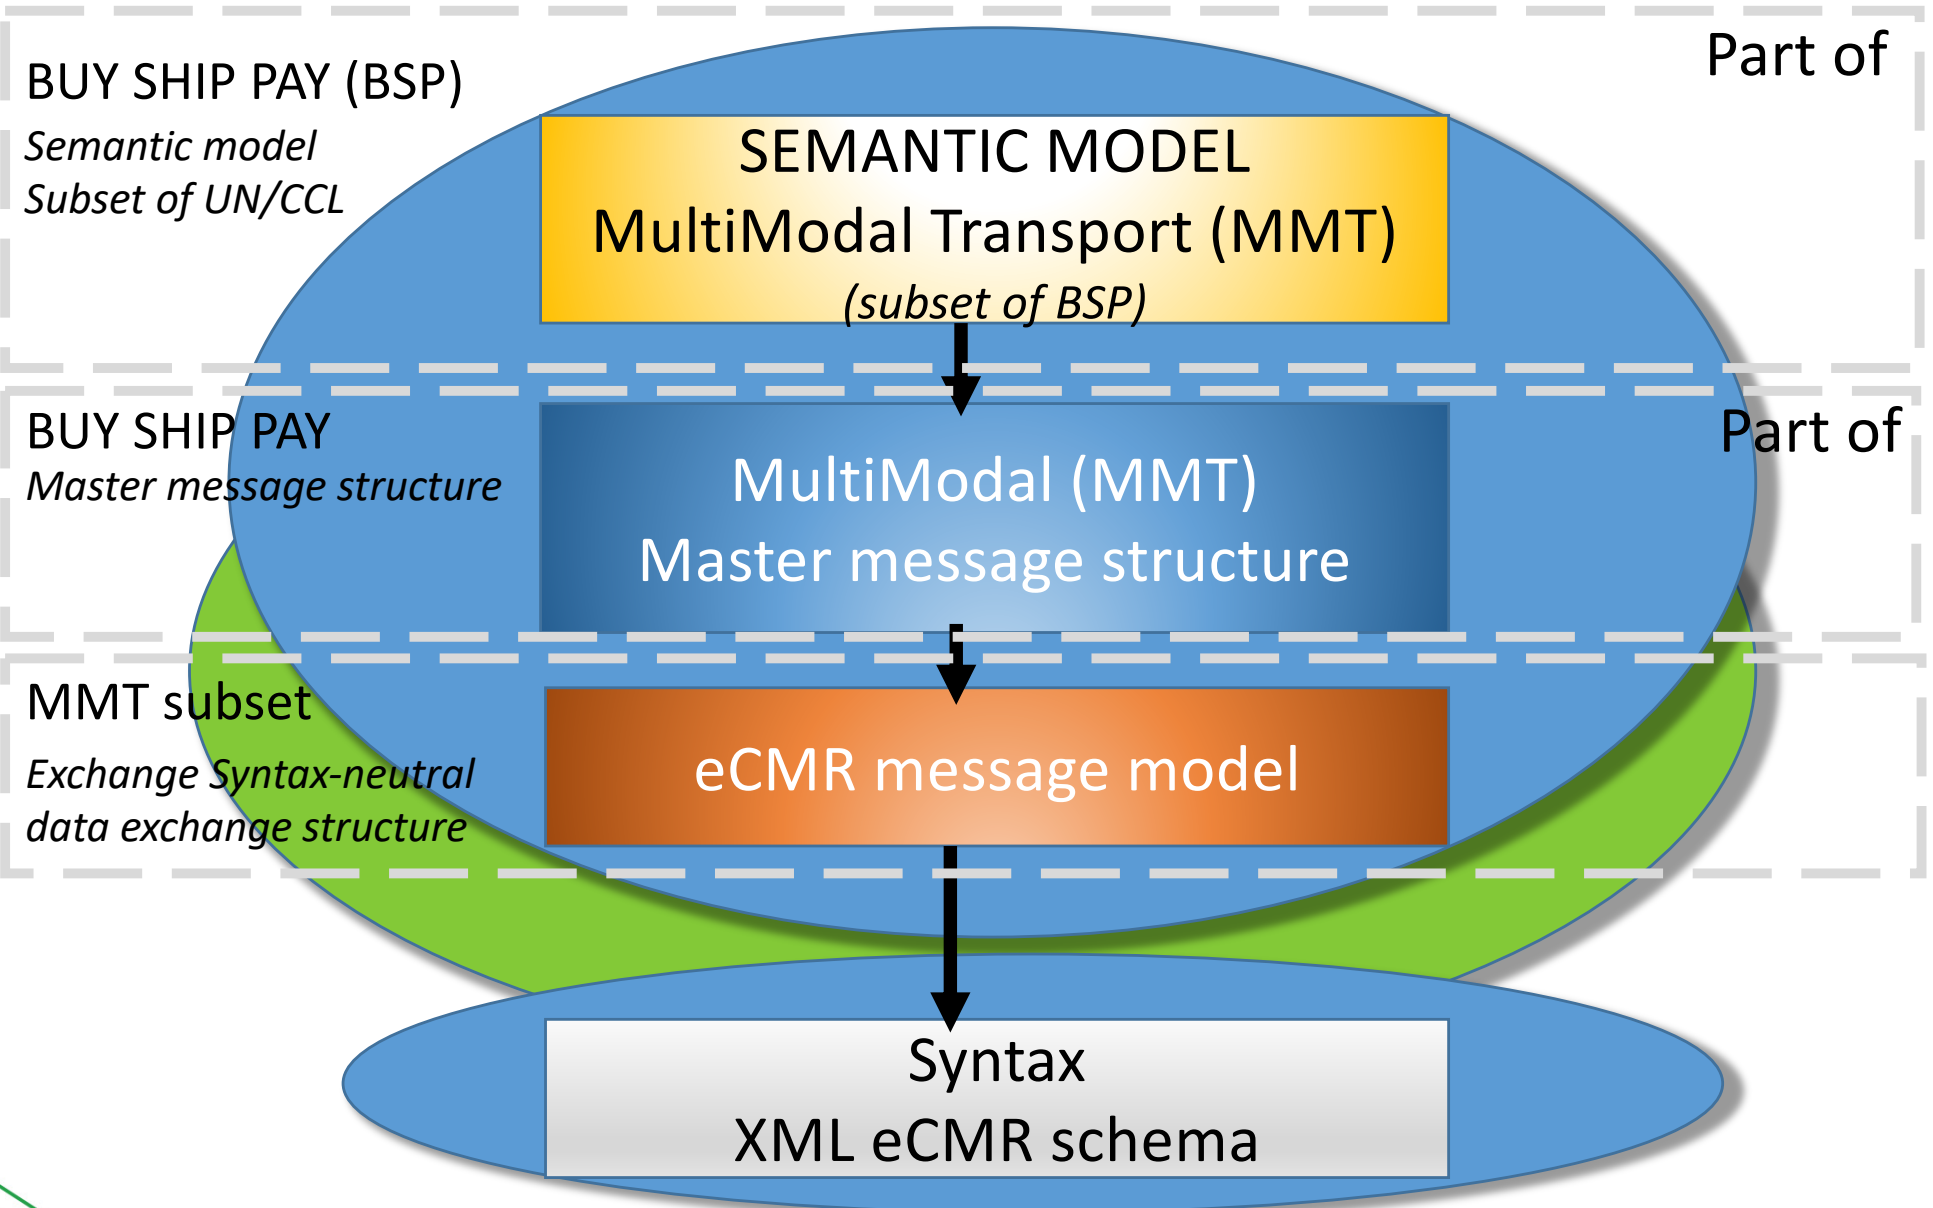 BUY SHIP PAY (BSP)
Semantic model
Subset of UN/CCL
Part of
SEMANTIC MODEL
MultiModal Transport (MMT)
(subset of BSP)
BUY SHIP PAY
Master message structure
Part of
MultiModal (MMT)
Master message structure
MMT subset
Exchange Syntax-neutral
data exchange structure
eCMR message model
Syntax
XML eCMR schema